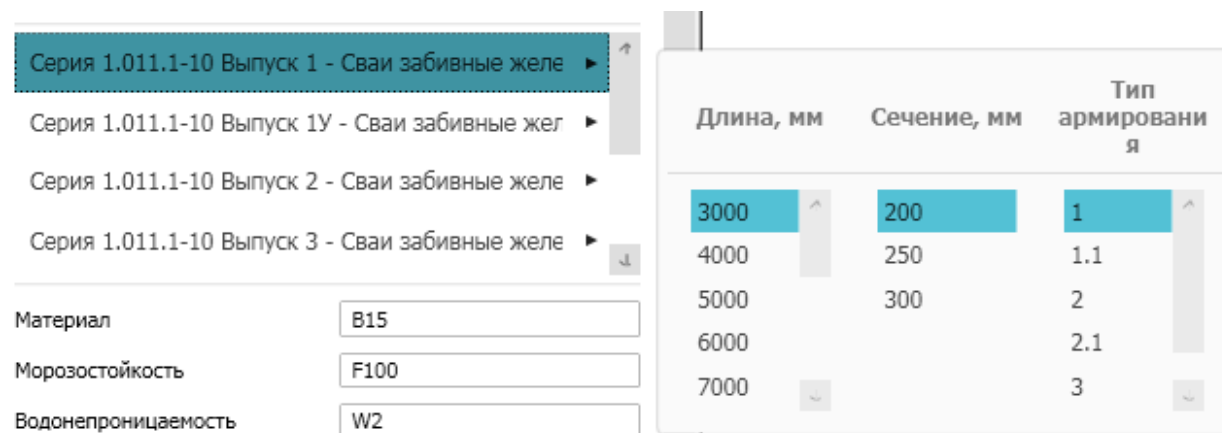 Серия 1.011.1-10 Выпуск 1 - Сваи забивные желе
Серия 1.011.1-10 Выпуск 1У - Сваи забивные жел
Серия 1.011.1-10 Выпуск 2 - Сваи забивные желе
Серия 1.011.1-10 Выпуск 3 - Сваи забивные желе
Материал B15
Морозостойкость F100
Водонепроницаемость W2
Длина, мм Сечение, мм Тип
армировани
я
3000 200 1
4000 250 1.1
5000 300 2
6000 2.1
7000 3